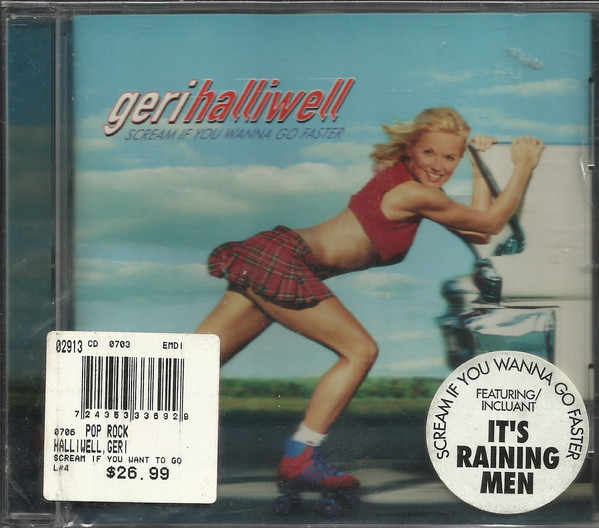 geri halliwell
SCREAM IF YOU WANNA GO FASTER
02913 CD 0703 EMDI
7 24353 33692 9
0706 POP ROCK
HALLIWELL,GERI
SCREAM IF YOU WANT TO GO
L#4 $26.99
SCREAM IF YOU WANNA GO FASTER
FEATURING/
INCLUANT
IT'S
RAINING
MEN